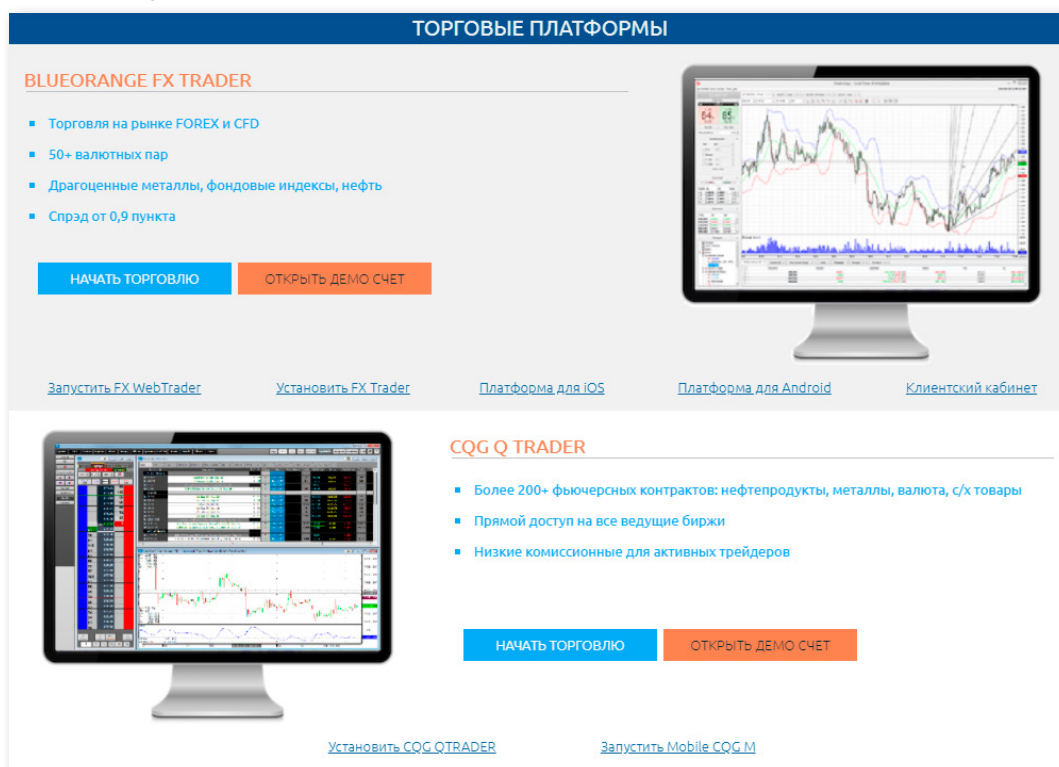 ТОРГОВЫЕ ПЛАТФОРМЫ
BLUEORANGE FX TRADER
Торговля на рынке FOREX и CFD
50+ валютных пар
Драгоценные металлы, фондовые индексы, нефть
Спрэд от 0,9 пункта
НАЧАТЬ ТОРГОВЛЮ
ОТКРЫТЬ ДЕМО СЧЕТ
Запустить FX WebTrader
Установить FX Trader
Платформа для iOS
Платформа для Android
Клиентский кабинет
CQG Q TRADER
Более 200+ фьючерсных контрактов: нефтепродукты, металлы, валюта, с/х товары
Прямой доступ на все ведущие биржи
Низкие комиссионные для активных трейдеров
НАЧАТЬ ТОРГОВЛЮ
ОТКРЫТЬ ДЕМО СЧЕТ
Установить CQG QTRADER
Запустить Mobile CQG M